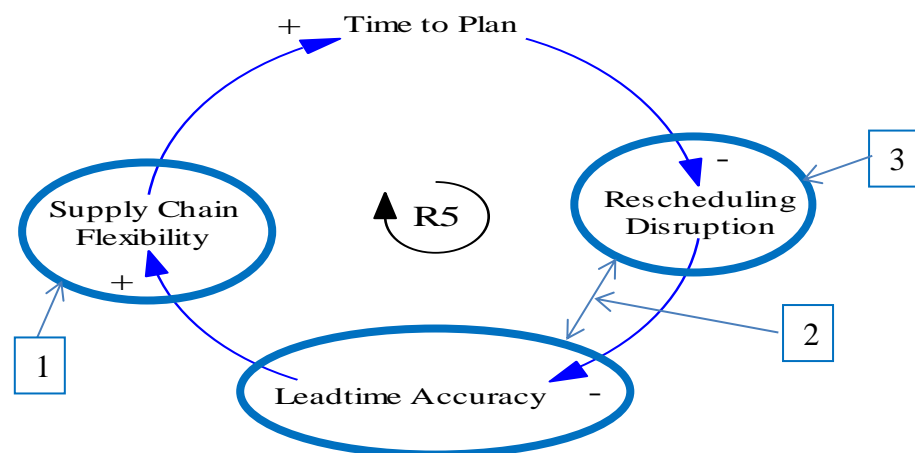 + Time to Plan
-
3
Supply Chain
Flexibility
+
R5
Rescheduling
Disruption
2
1
Leadtime Accuracy -